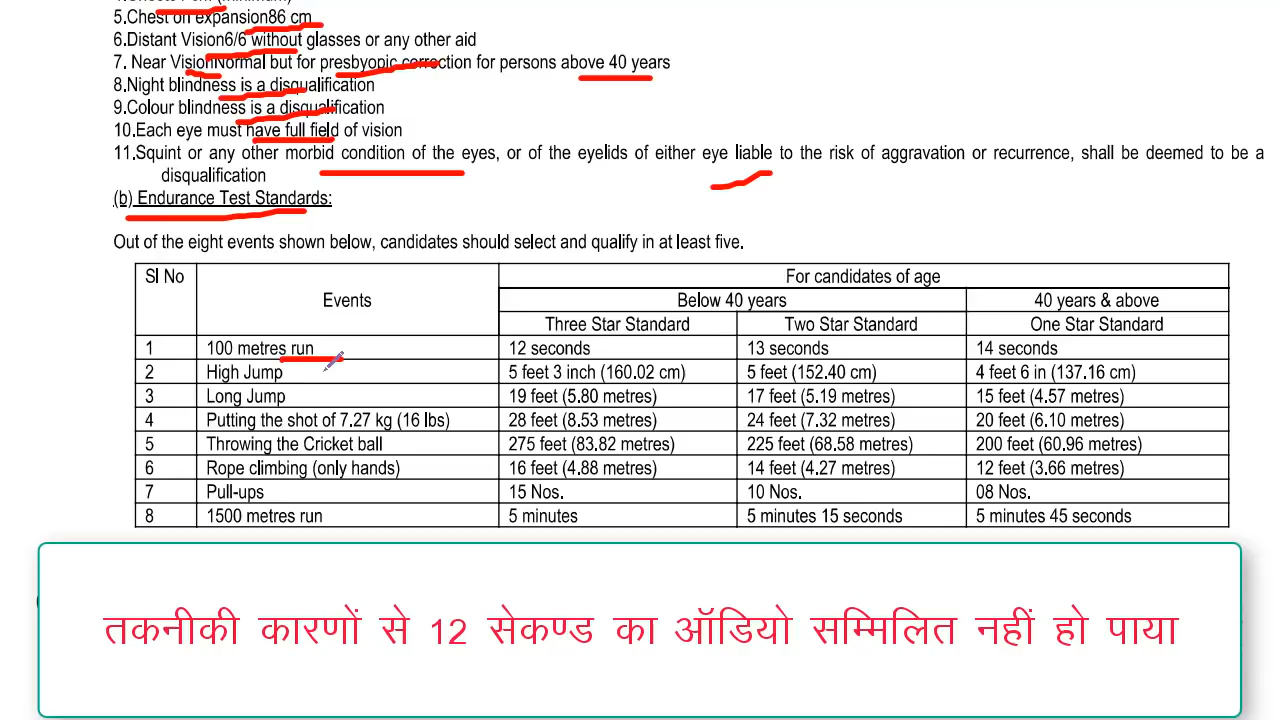 5.Chest on expansion86 cm
6.Distant Vision6/6 without glasses or any other aid
7. Near VisionNormal but for presbyopic correction for persons above 40 years
8.Night blindness is a disqualification
9.Colour blindness is a disqualification
10.Each eye must have full field of vision
11.Squint or any other morbid condition of the eyes, or of the eyelids of either eye liable to the risk of aggravation or recurrence, shall be deemed to be a
disqualification
(b) Endurance Test Standards:
Out of the eight events shown below, candidates should select and qualify in at least five.
Sl No Events For candidates of age
Below 40 years 40 years & above
Three Star Standard Two Star Standard One Star Standard
1 100 metres run 12 seconds 13 seconds 14 seconds
2 High Jump 5 feet 3 inch (160.02 cm) 5 feet (152.40 cm) 4 feet 6 in (137.16 cm)
3 Long Jump 19 feet (5.80 metres) 17 feet (5.19 metres) 15 feet (4.57 metres)
4 Putting the shot of 7.27 kg (16 lbs) 28 feet (8.53 metres) 24 feet (7.32 metres) 20 feet (6.10 metres)
5 Throwing the Cricket ball 275 feet (83.82 metres) 225 feet (68.58 metres) 200 feet (60.96 metres)
6 Rope climbing (only hands) 16 feet (4.88 metres) 14 feet (4.27 metres) 12 feet (3.66 metres)
7 Pull-ups 15 Nos. 10 Nos. 08 Nos.
8 1500 metres run 5 minutes 5 minutes 15 seconds 5 minutes 45 seconds
तकनीकी कारणों से 12 सेकण्ड का ऑडियो सम्मिलित नहीं हो पाया